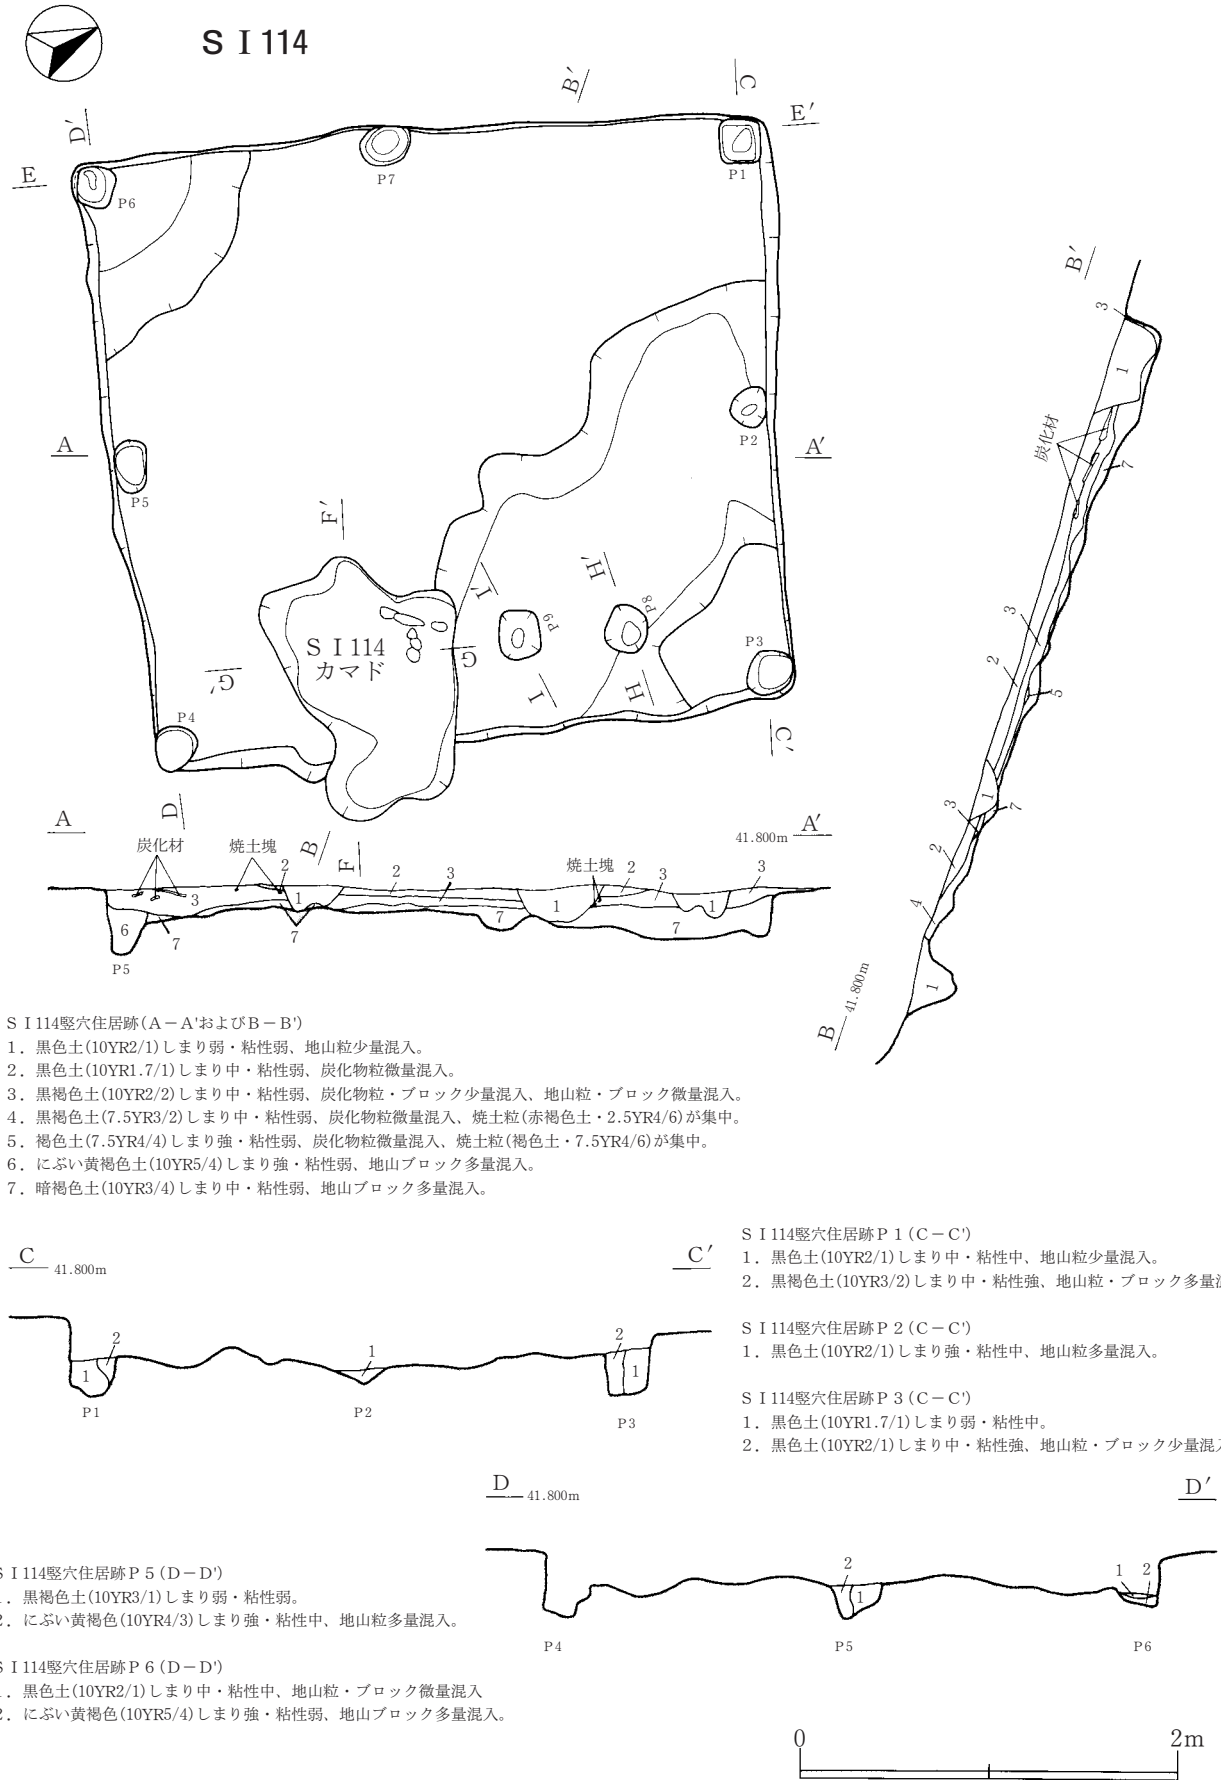 S I 114
B′
C
D′
E′
E
P7
P1
P6
B′
3
1
炭化材
7
A
P5
P2
A′
F′
I′
H′
P9
P8
S I 114
カマド
G
G′
I
H
P3
P4
C′
3
2
5
D
B
F
A
A′
41.800m
炭化材
焼土塊
2
2
3
焼土塊
2
3
3
3
1
1
1
6
7
7
7
7
P5
3
1
7
2
4
1
B
41.800m
S I 114竪穴住居跡(A-A'およびB-B')
1．黒色土(10YR2/1)しまり弱・粘性弱、地山粒少量混入。
2．黒色土(10YR1.7/1)しまり中・粘性弱、炭化物粒微量混入。
3．黒褐色土(10YR2/2)しまり中・粘性弱、炭化物粒・ブロック少量混入、地山粒・ブロック微量混入。
4．黒褐色土(7.5YR3/2)しまり中・粘性弱、炭化物粒微量混入、焼土粒(赤褐色土・2.5YR4/6)が集中。
5．褐色土(7.5YR4/4)しまり強・粘性弱、炭化物粒微量混入、焼土粒(褐色土・7.5YR4/6)が集中。
6．にぶい黄褐色土(10YR5/4)しまり強・粘性弱、地山ブロック多量混入。
7．暗褐色土(10YR3/4)しまり中・粘性弱、地山ブロック多量混入。
C
41.800m
C′
2
1
1
2
1
P1
P2
P3
S I 114竪穴住居跡P 1 (C-C')
1．黒色土(10YR2/1)しまり中・粘性中、地山粒少量混入。
2．黒褐色土(10YR3/2)しまり中・粘性強、地山粒・ブロック多量
S I 114竪穴住居跡P 2 (C-C')
1．黒色土(10YR2/1)しまり強・粘性中、地山粒多量混入。
S I 114竪穴住居跡P 3 (C-C')
1．黒色土(10YR1.7/1)しまり弱・粘性中。
2．黒色土(10YR2/1)しまり中・粘性強、地山粒・ブロック少量混
D
41.800m
D′
2
1
1
2
P4
P5
P6
S I 114竪穴住居跡P 5 (D-D')
．黒褐色土(10YR3/1)しまり弱・粘性弱。
2．にぶい黄褐色(10YR4/3)しまり強・粘性中、地山粒多量混入。
S I 114竪穴住居跡P 6 (D-D')
．黒色土(10YR2/1)しまり中・粘性中、地山粒・ブロック微量混入
2．にぶい黄褐色(10YR5/4)しまり強・粘性弱、地山ブロック多量混入。
0
2m